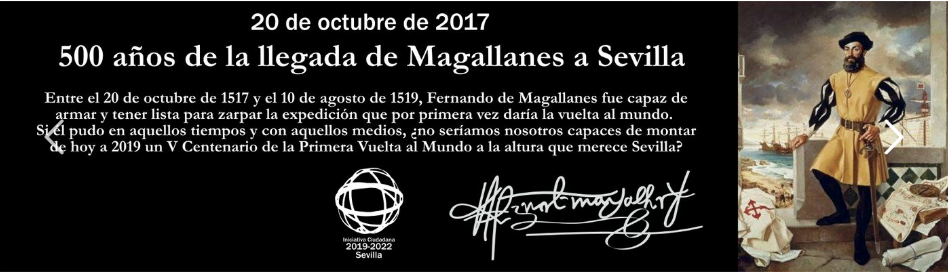 20 de octubre de 2017
500 años de la llegada de Magallanes a Sevilla
Entre el 20 de octubre de 1517 y el 10 de agosto de 1519, Fernando de Magallanes fue capaz de
armar y tener lista para zarpar la expedición que por primera vez daría la vuelta al mundo.
Si él pudo en aquellos tiempos y con aquellos medios, ¿no seríamos nosotros capaces de montar
de hoy a 2019 un V Centenario de la Primera Vuelta al Mundo a la altura que merece Sevilla?
Iniciativa Ciudadana
2019-2022
Sevilla